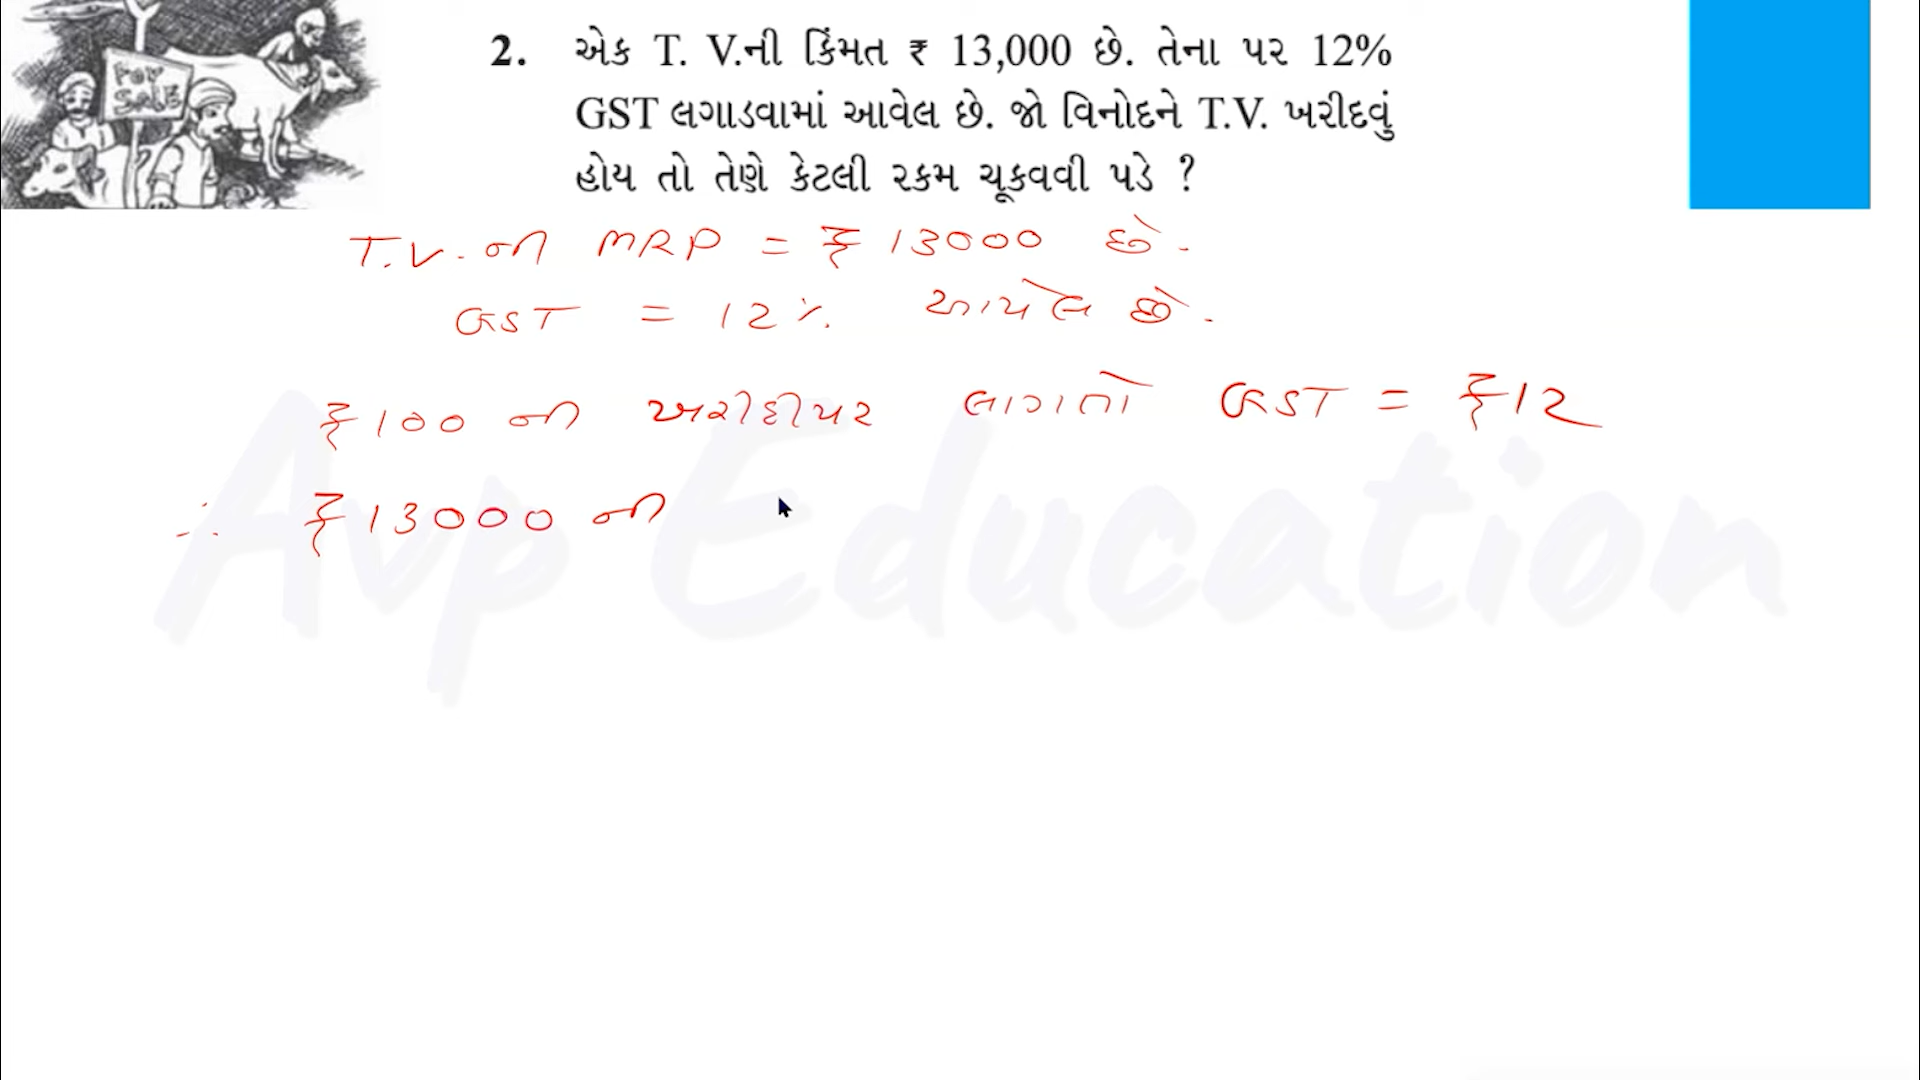 For
Sale
2. એક T. V.ની કિંમત ₹ 13,000 છે. તેના પર 12%
GST લગાડવામાં આવેલ છે. જો વિનોદને T.V. ખરીદવું
હોય તો તેણે કેટલી રકમ ચૂકવવી પડે ?
T.V. ની MRP = ₹ 13000 છે.
GST = 12% આપેલ છે.
₹100 ની ખરીદીપર લાગતો GST = ₹12
∴ ₹13000 ની
Avp Education